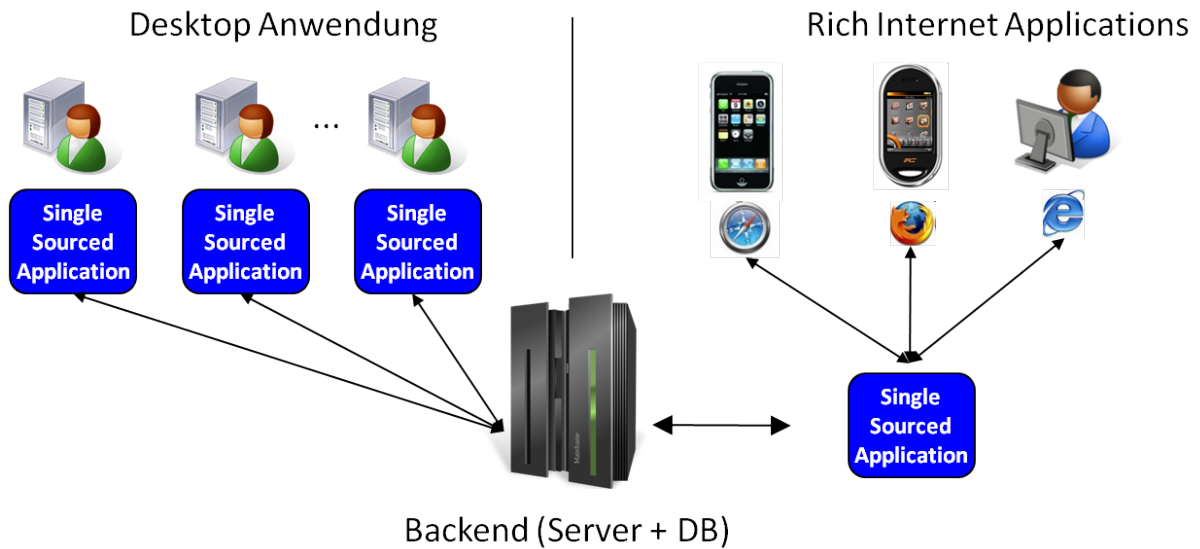 Desktop Anwendung
Rich Internet Applications
...
Single
Sourced
Application
Single
Sourced
Application
Single
Sourced
Application
Mainframe
Single
Sourced
Application
Backend (Server + DB)